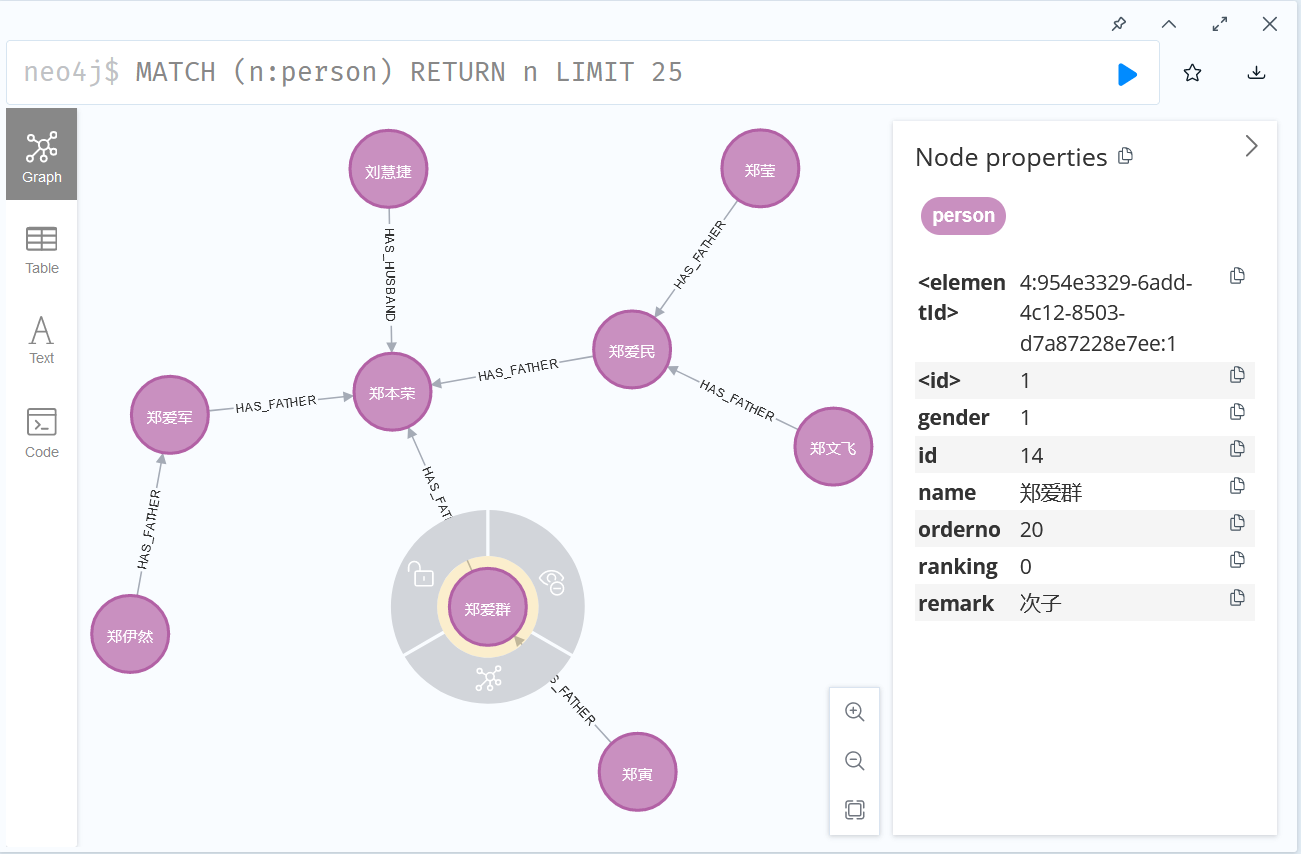 neo4j$ MATCH (n:person) RETURN n LIMIT 25
Graph
Table
Text
Code
刘慧捷
郑莹
HAS_HUSBAND
HAS_FATHER
郑爱民
HAS_FATHER
郑本荣
HAS_FATHER
郑爱军
HAS_FATHER
郑文飞
HAS_FAT
HAS_FATHER
郑爱群
郑伊然
S_FATHER
郑寅
Node properties
person
<elemen
tId>
4:954e3329-6add-
4c12-8503-
d7a87228e7ee:1
<id> 1
gender 1
id 14
name 郑爱群
orderno 20
ranking 0
remark 次子